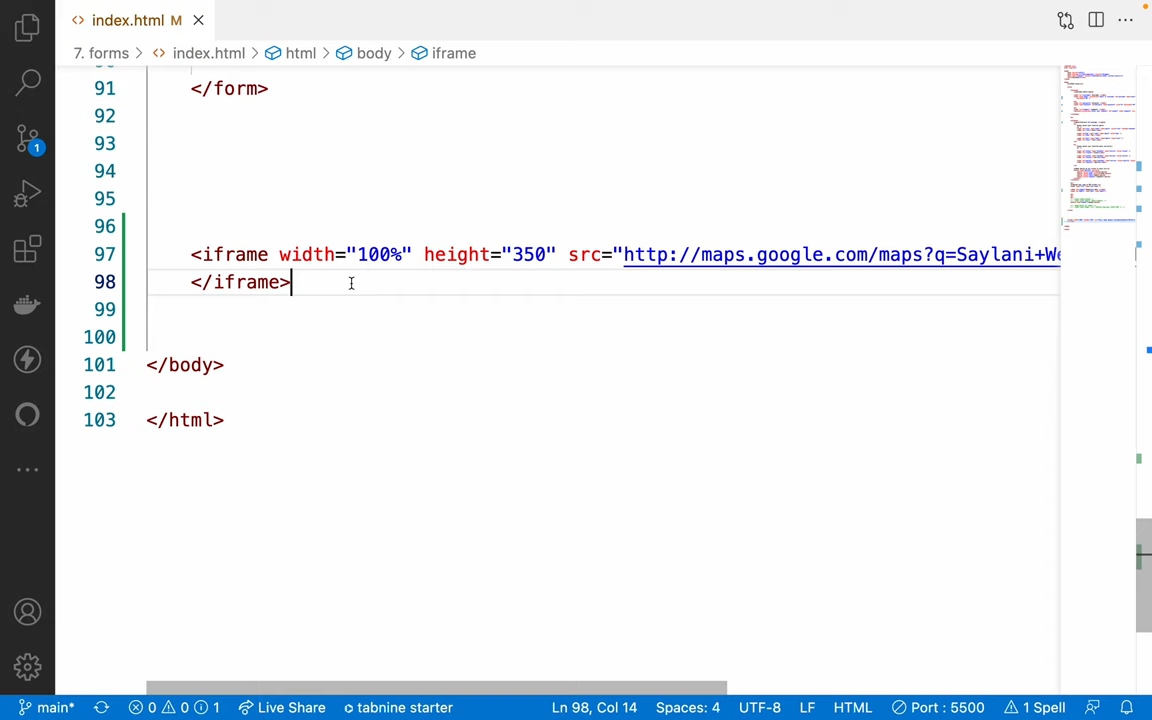 index.html M
7. forms index.html html body iframe
91 </form>
92
93
94
95
96
97 <iframe width="100%" height="350" src="http://maps.google.com/maps?q=Saylani+We
98 </iframe>
99
100
101 </body>
102
103 </html>
1
main* 0 0 1 Live Share tabnine starter Ln 98, Col 14 Spaces: 4 UTF-8 LF HTML Port : 5500 1 Spell